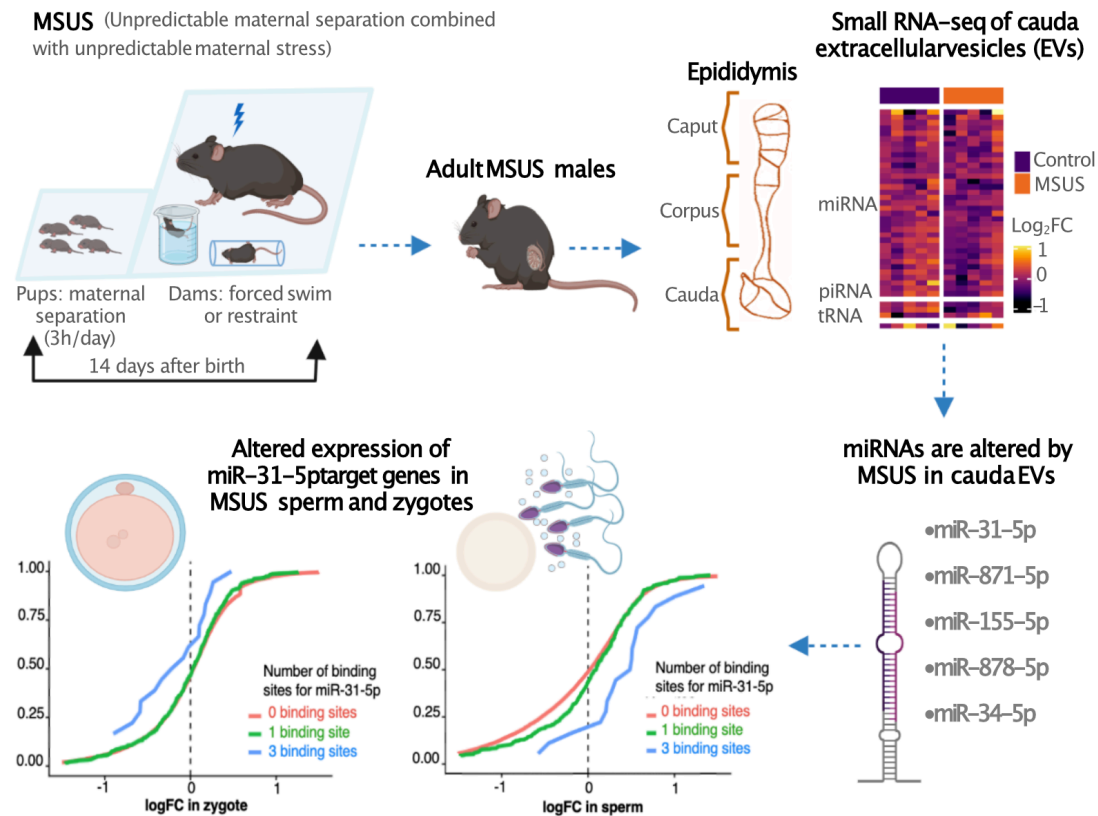 MSUS (Unpredictable maternal separation combined
with unpredictable maternal stress)
Pups: maternal
separation
(3h/day)
Dams: forced swim
or restraint
14 days after birth
Adult MSUS males
Epididymis
Caput
Corpus
Cauda
Small RNA-seq of cauda
extracellularvesicles (EVs)
miRNA
piRNA
tRNA
Control
MSUS
Log2FC
1
0
-1
miRNAs are altered by
MSUS in cauda EVs
•miR-31-5p
•miR-871-5p
•miR-155-5p
•miR-878-5p
•miR-34-5p
Altered expression of
miR-31-5ptarget genes in
MSUS sperm and zygotes
1.00
0.75
0.50
0.25
0.00
-1
0
1
logFC in zygote
Number of binding
sites for miR-31-5p
0 binding sites
1 binding site
3 binding sites
1.00
0.75
0.50
0.25
0.00
-1
0
1
logFC in sperm
Number of binding
sites for miR-31-5p
0 binding sites
1 binding site
3 binding sites